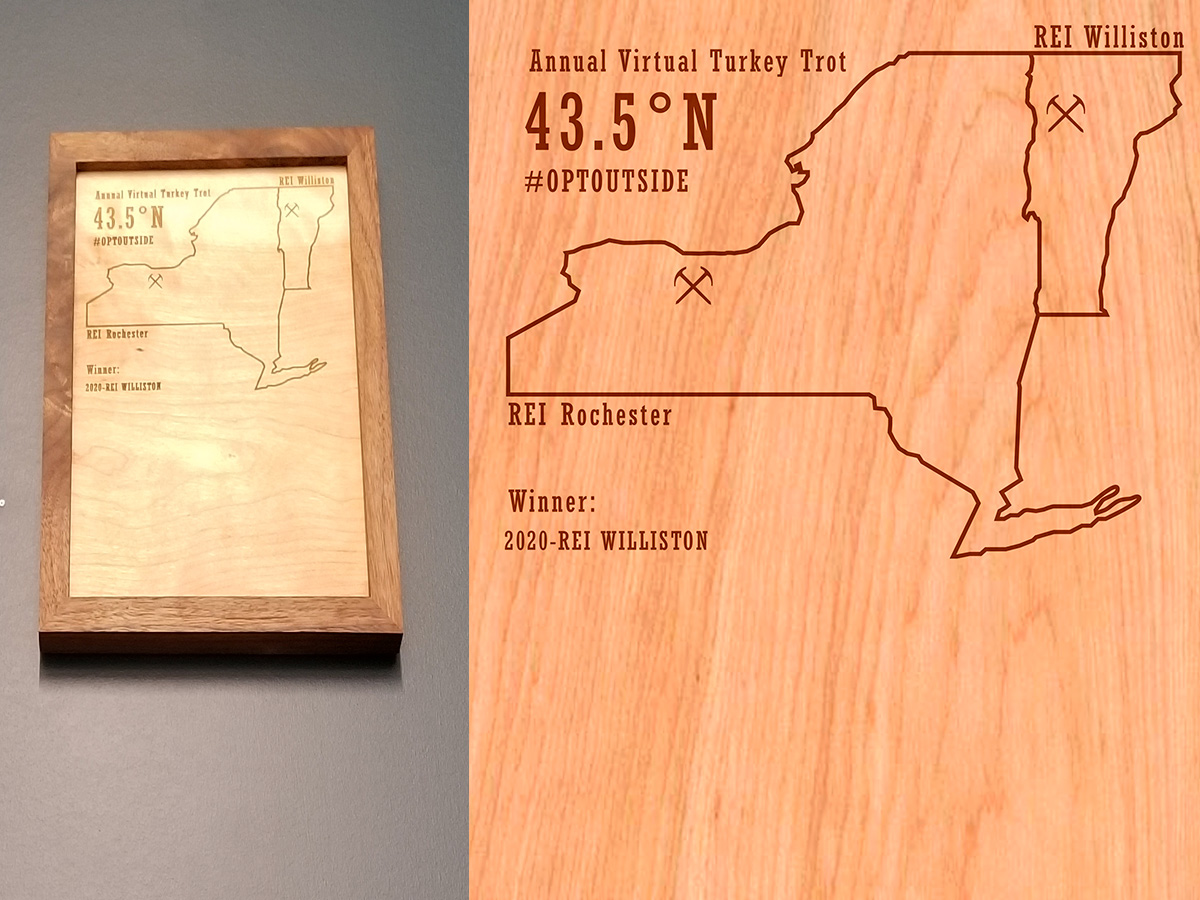 Annual Virtual Turkey Trot
REI Williston
43.5°N
#OPTOUTSIDE
REI Rochester
Winner:
2020-REI WILLISTON
REI Williston
Annual Virtual Turkey Trot
43.5°N
#OPTOUTSIDE
REI Rochester
Winner:
2020-REI WILLISTON